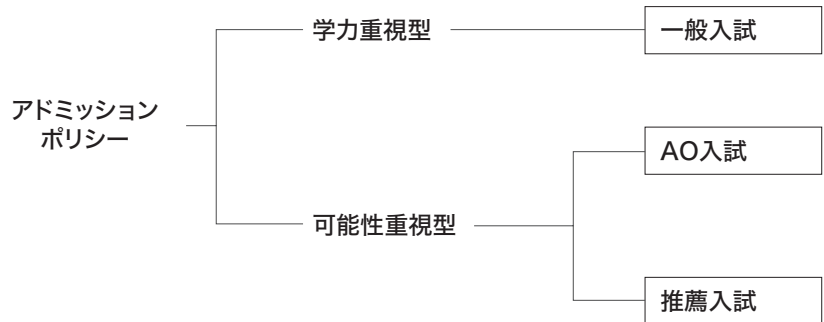 学力重視型
一般入試
アドミッション
ポリシー
AO入試
可能性重視型
推薦入試